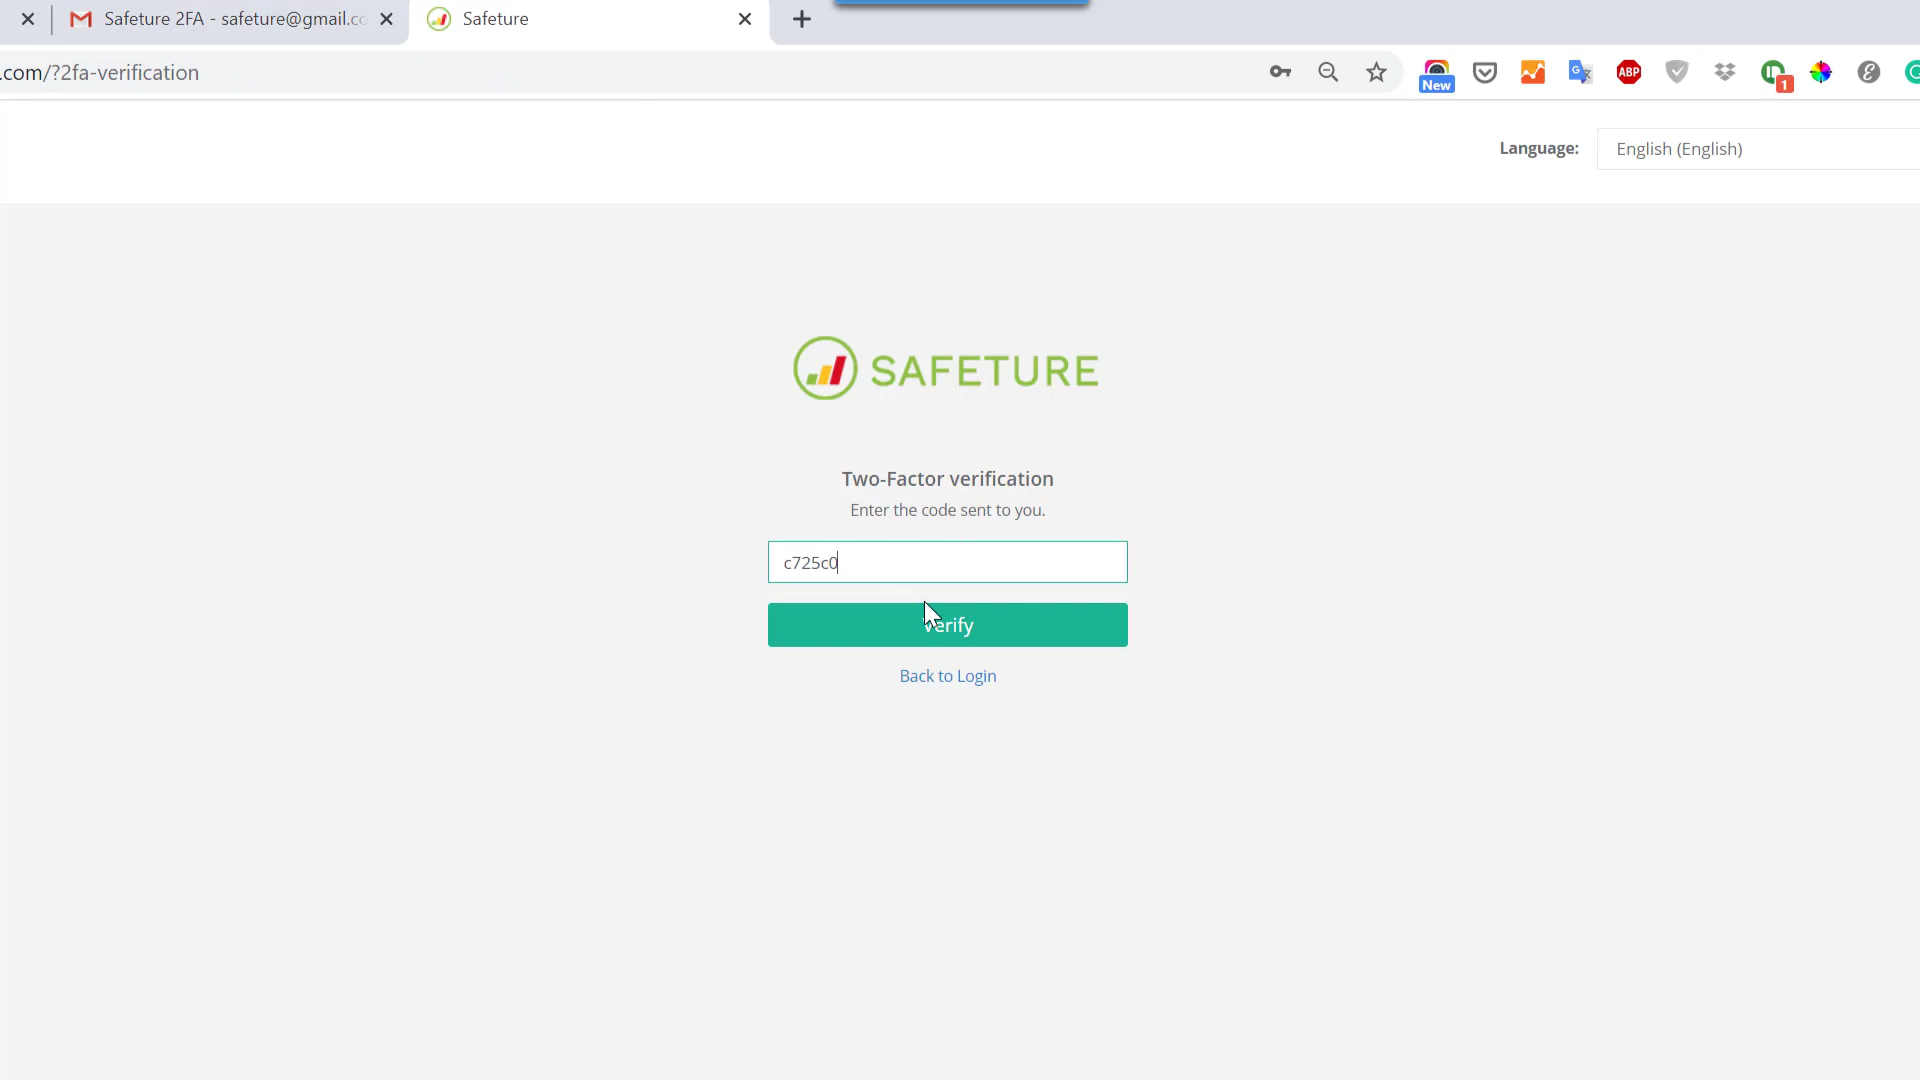 Safeture 2FA - safeture@gmail.co
Safeture
.com/?2fa-verification
New
ABP
1
Language:
English (English)
SAFETURE
Two-Factor verification
Enter the code sent to you.
c725c0
Verify
Back to Login